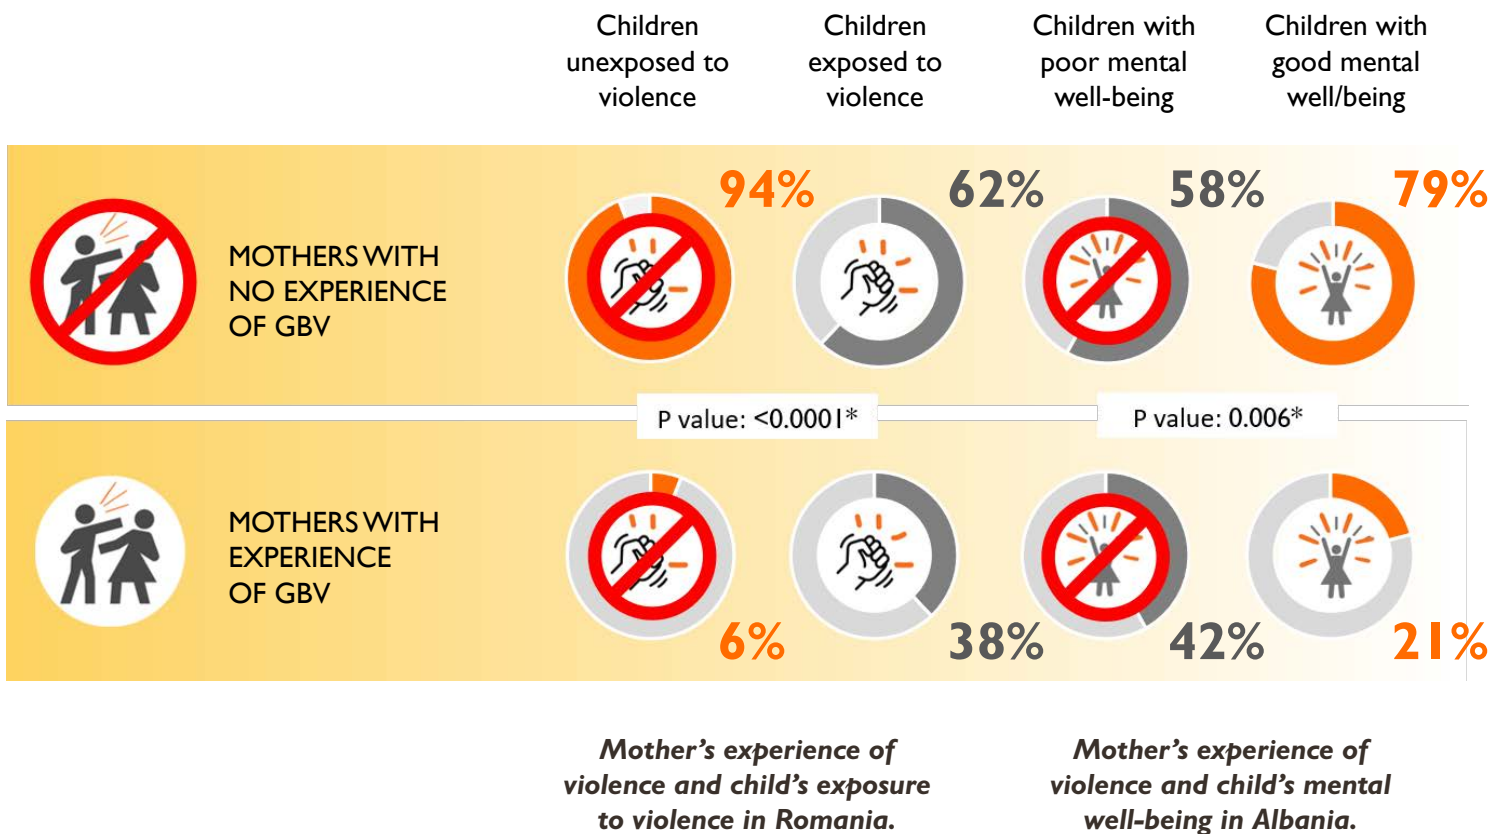 Children
unexposed to
violence
Children
exposed to
violence
Children with
poor mental
well-being
Children with
good mental
well/being
MOTHERS WITH
NO EXPERIENCE
OF GBV
94%
62%
58%
79%
P value: <0.0001*
P value: 0.006*
MOTHERS WITH
EXPERIENCE
OF GBV
6%
38%
42%
21%
Mother’s experience of
violence and child’s exposure
to violence in Romania.
Mother’s experience of
violence and child’s mental
well-being in Albania.